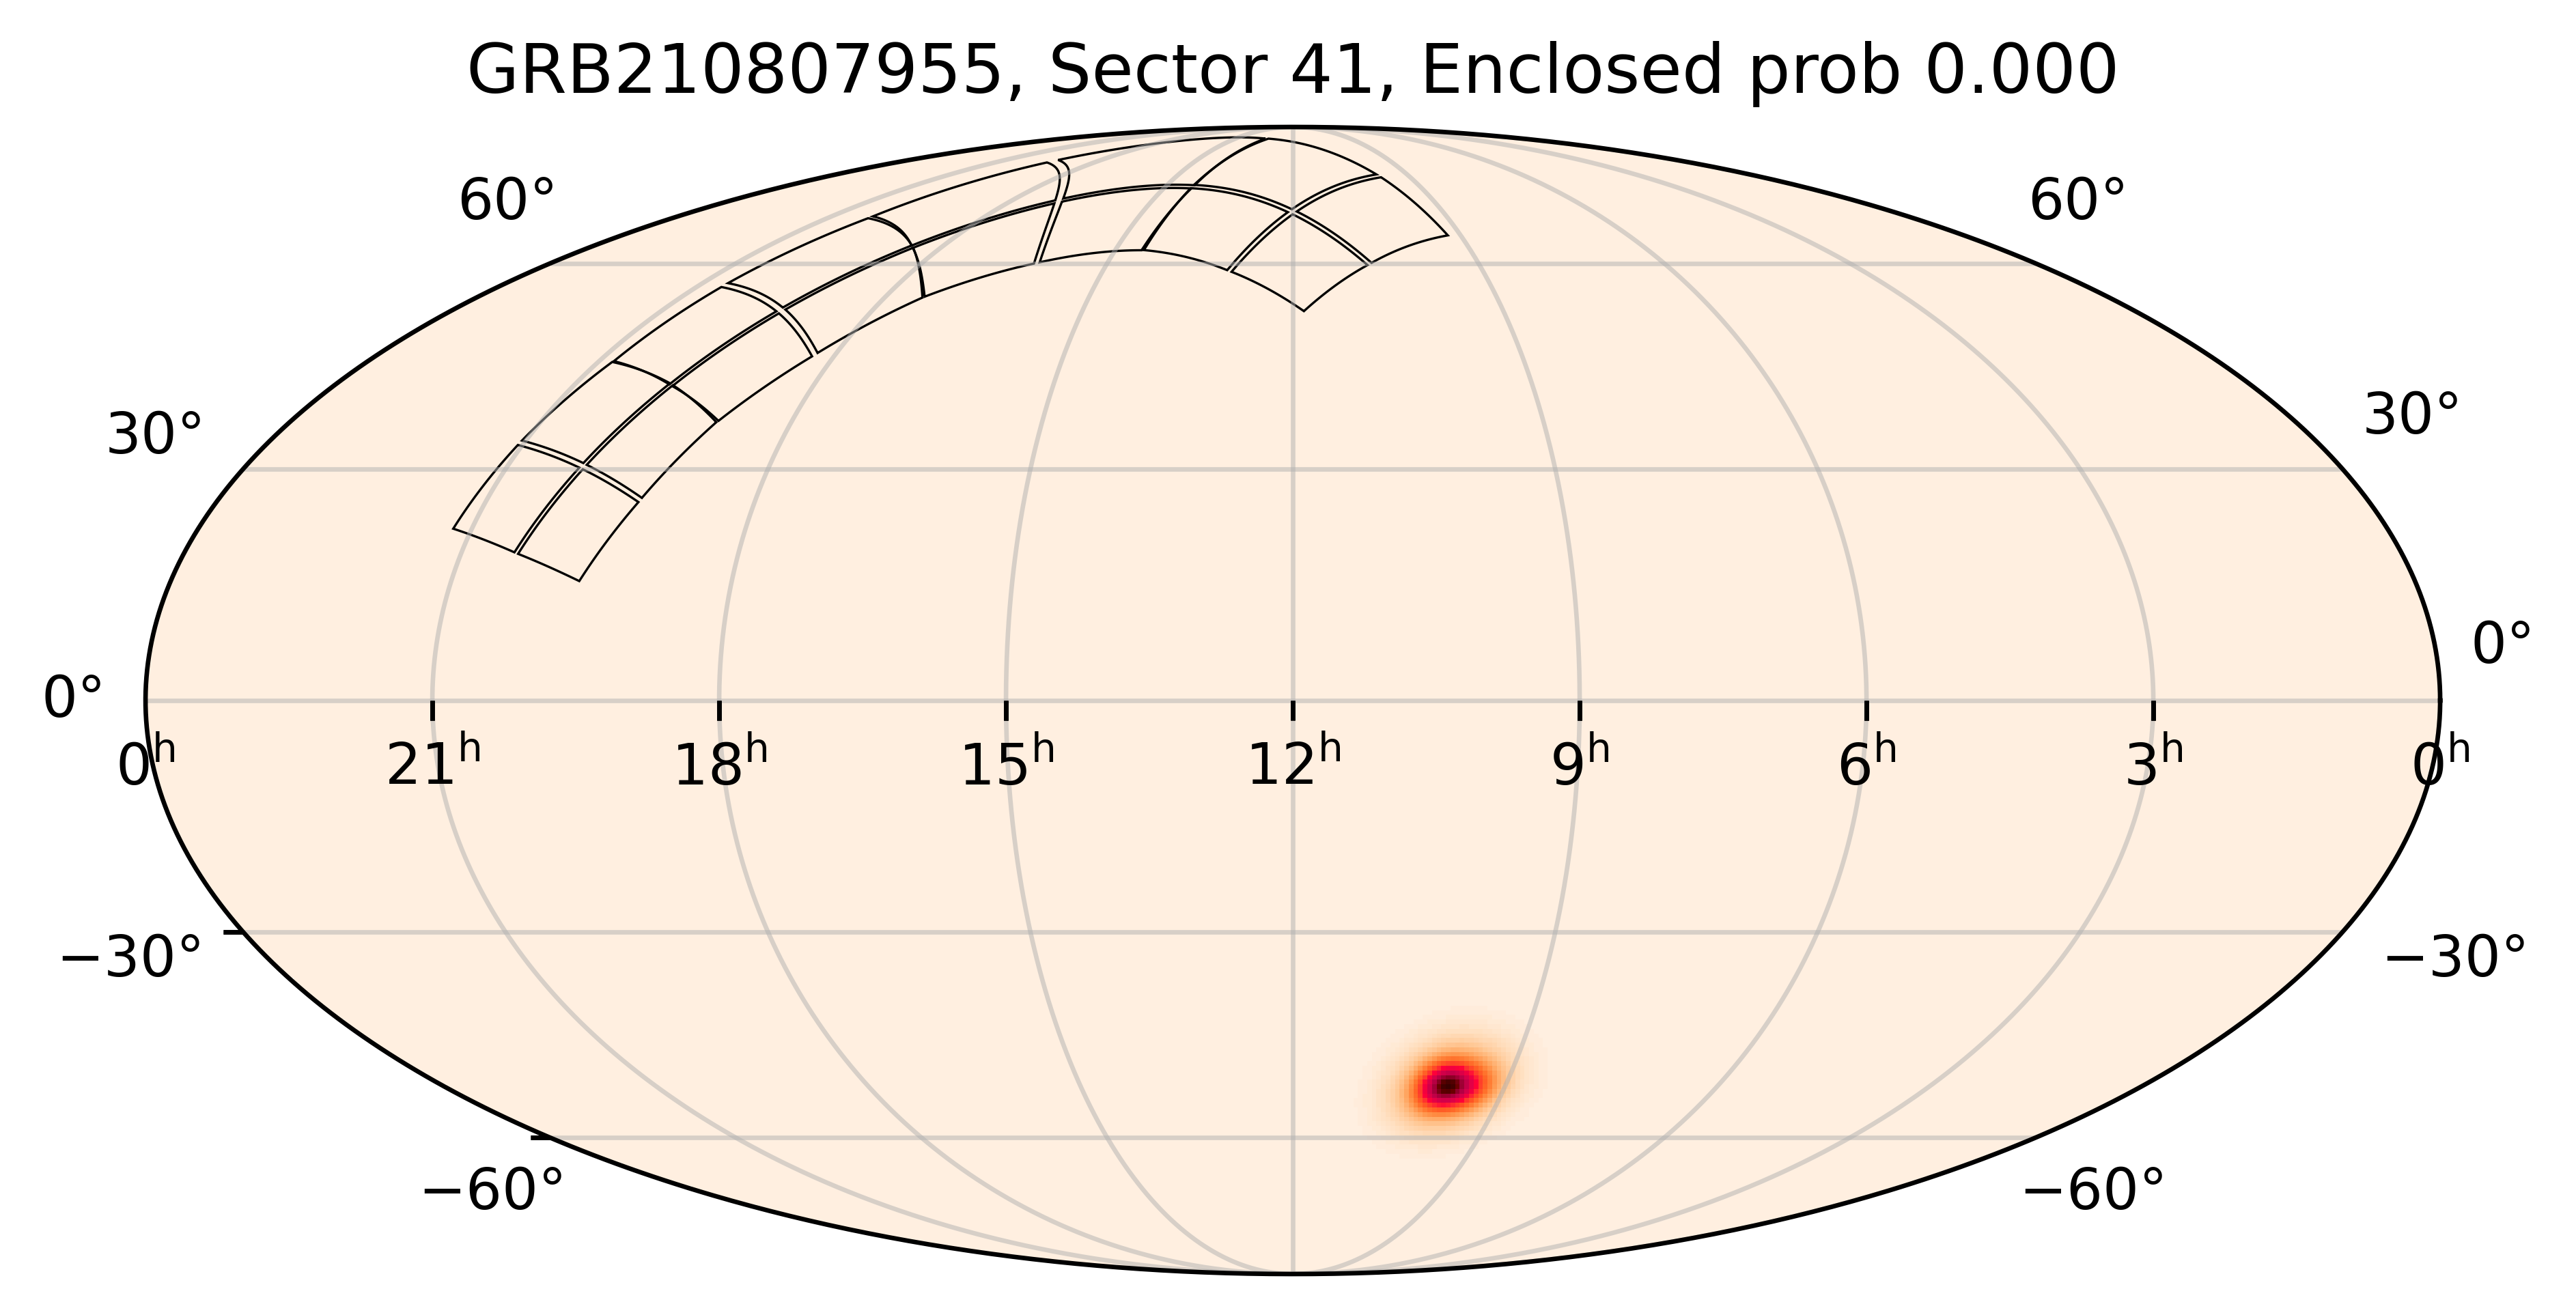 GRB210807955, Sector 41, Enclosed prob 0.000
60° 60°
30° 30°
0° 0°
0ʰ 21ʰ 18ʰ 15ʰ 12ʰ 9ʰ 6ʰ 3ʰ 0ʰ
−30° −30°
−60° −60°